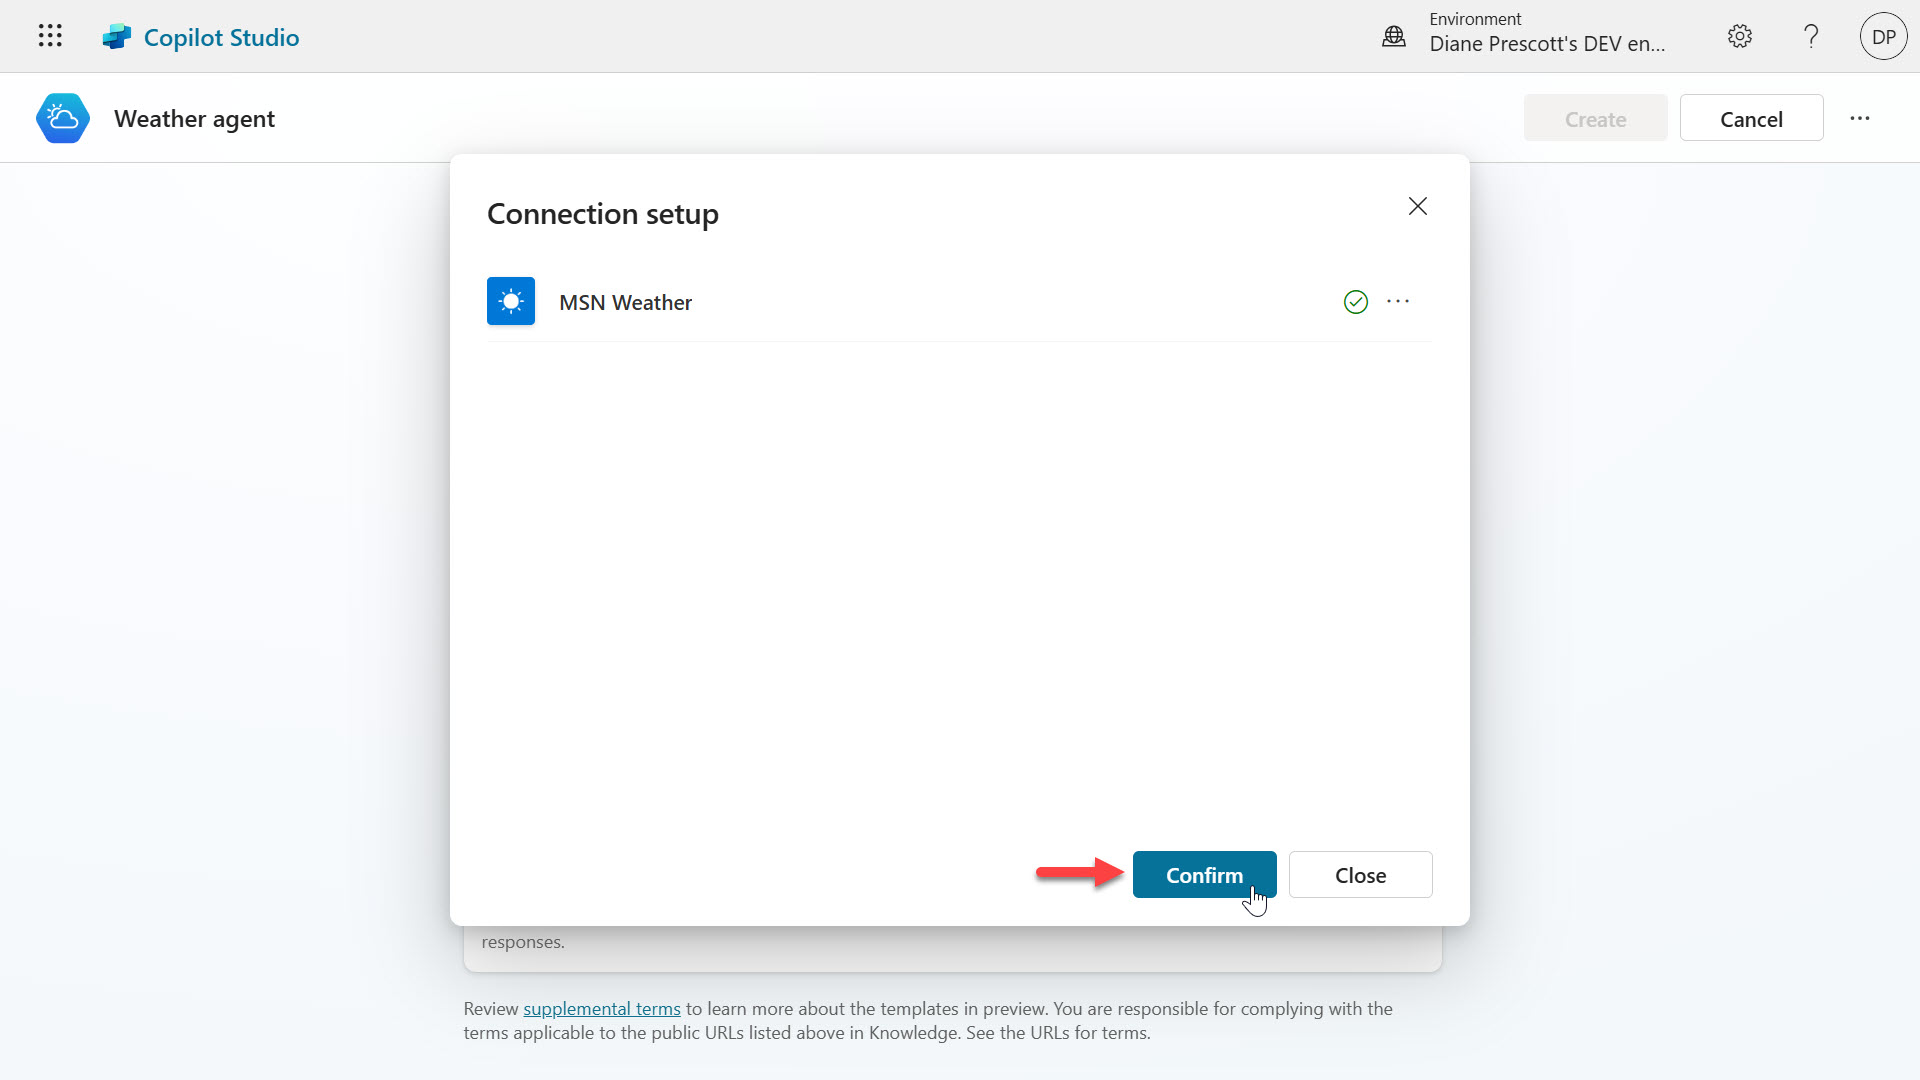 Copilot Studio
Environment
Diane Prescott's DEV en...
DP
Weather agent
Create
Cancel
Connection setup
MSN Weather
Confirm
Close
responses.
Review supplemental terms to learn more about the templates in preview. You are responsible for complying with the
terms applicable to the public URLs listed above in Knowledge. See the URLs for terms.